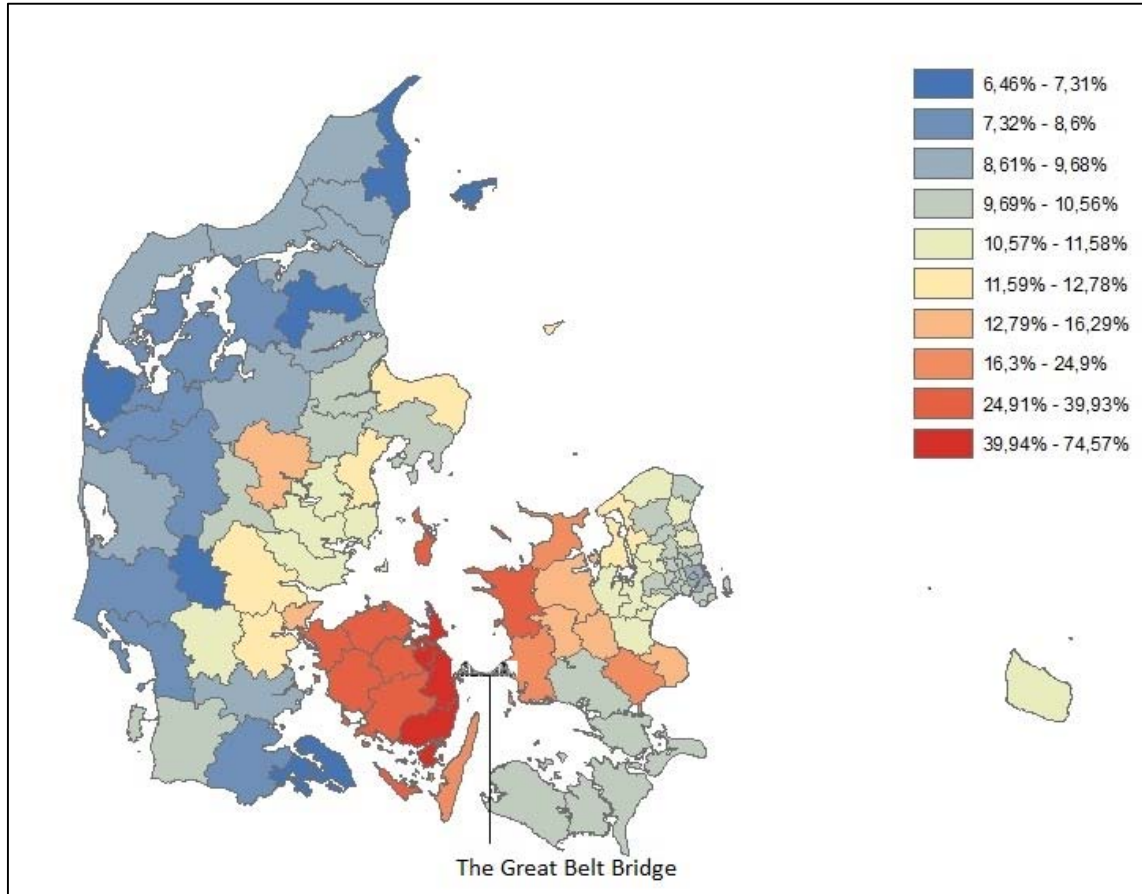 6,46% - 7,31%
7,32% - 8,6%
8,61% - 9,68%
9,69% - 10,56%
10,57% - 11,58%
11,59% - 12,78%
12,79% - 16,29%
16,3% - 24,9%
24,91% - 39,93%
39,94% - 74,57%
The Great Belt Bridge